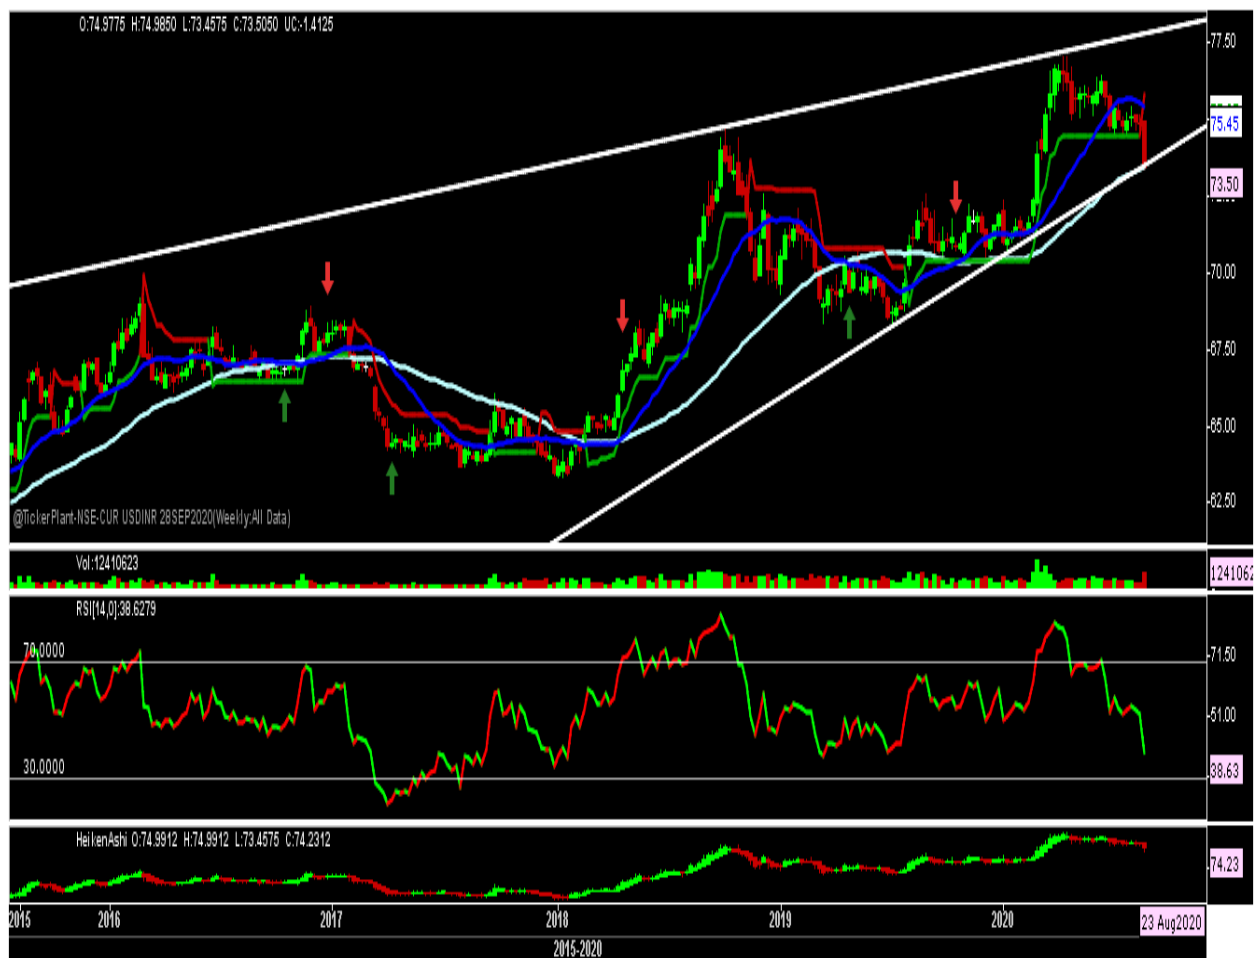 O:74.9775 H:74.9850 L:73.4575 C:73.5050 UC:-1.4125
77.50
75.45
73.50
70.00
67.50
65.00
62.50
@TickerPlant-NSE-CUR USDINR 28SEP2020(Weekly:All Data)
Vol:12410623
1241062
RSI[14,0]:38.6279
70.0000
71.50
51.00
30.0000
38.63
HeikenAshi O:74.9912 H:74.9912 L:73.4575 C:74.2312
74.23
2015 2016 2017 2018 2019 2020 23 Aug2020
2015-2020